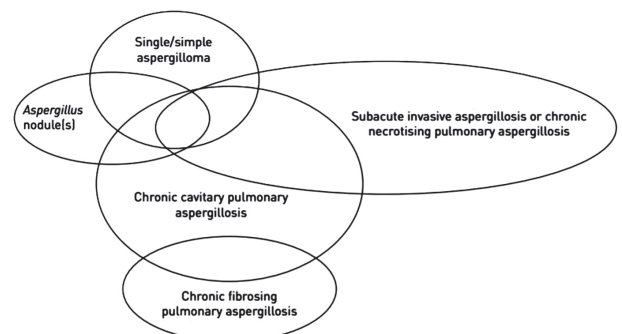 Single/simple
aspergilloma
Aspergillus
nodule(s)
Subacute invasive aspergillosis or chronic
necrotising pulmonary aspergillosis
Chronic cavitary pulmonary
aspergillosis
Chronic fibrosing
pulmonary aspergillosis